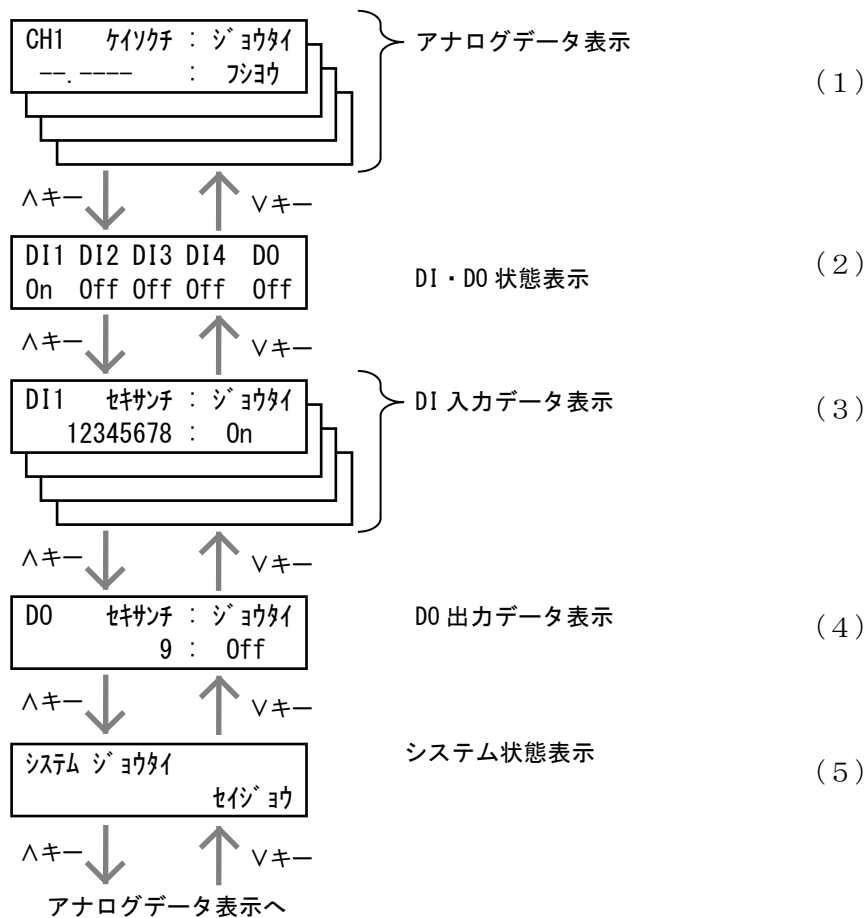 CH1 ケイソクチ : ジョウタイ
--.---- : フシヨウ
アナログデータ表示
(1)
∧キー ∨キー
DI1 DI2 DI3 DI4 DO
On Off Off Off Off
DI・DO 状態表示
(2)
∧キー ∨キー
DI1 セキサンチ : ジョウタイ
12345678 : On
DI 入力データ表示
(3)
∧キー ∨キー
DO セキサンチ : ジョウタイ
9 : Off
DO 出力データ表示
(4)
∧キー ∨キー
システム ジョウタイ
セイジョウ
システム状態表示
(5)
∧キー ∨キー
アナログデータ表示へ